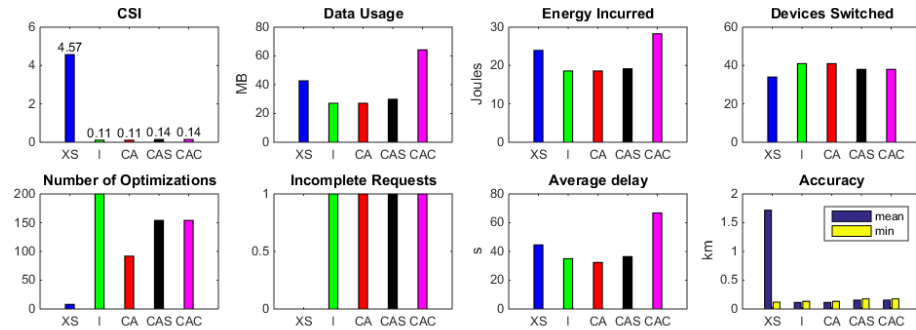 CSI
6
4
2
0
4.57
0.11
0.11
0.14
0.14
XS I CA CAS CAC
Data Usage
MB
80
60
40
20
0
XS I CA CAS CAC
Energy Incurred
Joules
30
20
10
0
XS I CA CAS CAC
Devices Switched
60
40
20
0
XS I CA CAS CAC
Number of Optimizations
200
150
100
50
0
XS I CA CAS CAC
Incomplete Requests
1
0.5
0
XS I CA CAS CAC
Average delay
s
80
60
40
20
0
XS I CA CAS CAC
Accuracy
km
2
1.5
1
0.5
0
mean
min
XS I CA CAS CAC